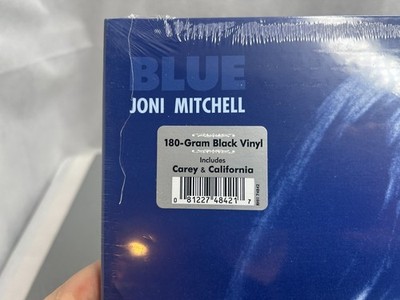 BLUE
JONI MITCHELL
180-Gram Black Vinyl
Includes
Carey & California
0 81227 48421 7